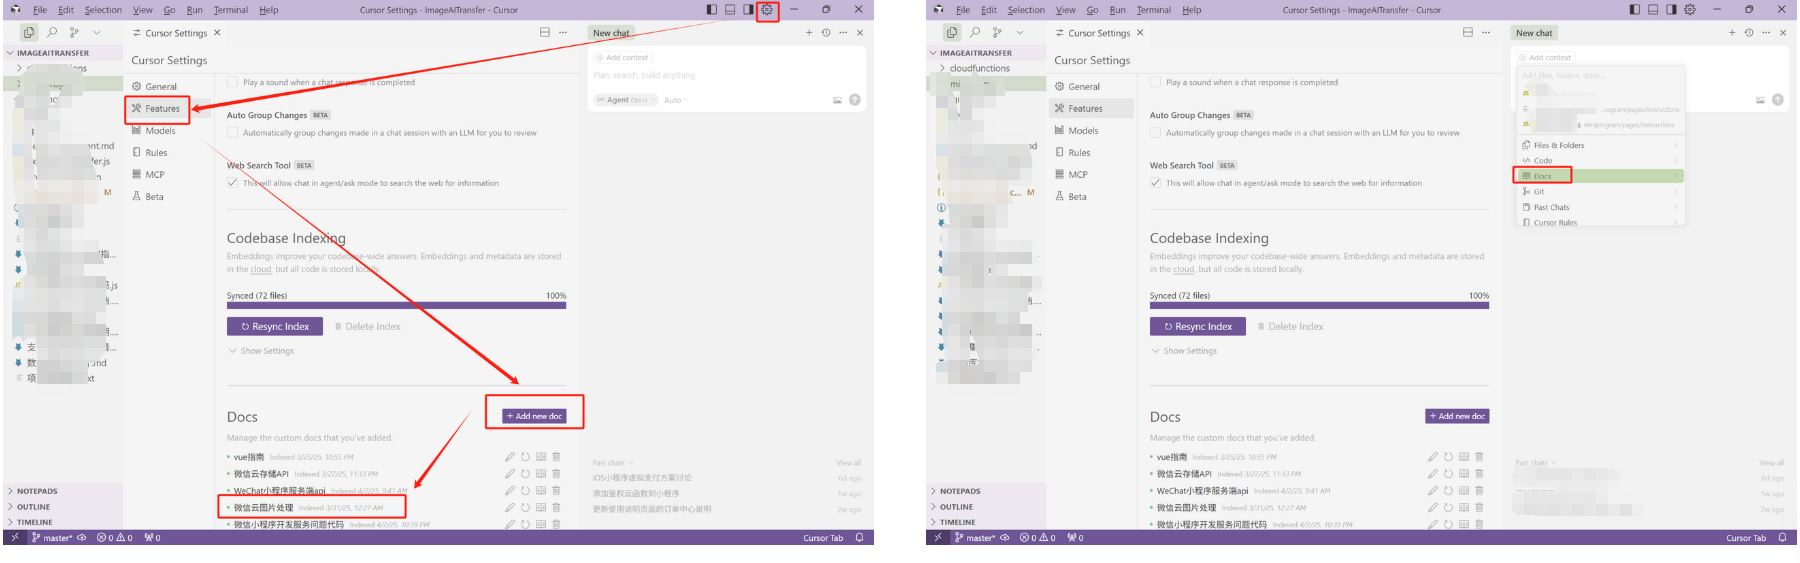 File Edit Selection View Go Run Terminal Help
Cursor Settings - ImageAITransfer - Cursor
Cursor Settings
New chat
IMAGEAITRANSFER
Cursor Settings
General
Features
Models
Rules
MCP
Beta
Play a sound when a chat response is completed
Auto Group Changes BETA
Automatically group changes made in a chat session with an LLM for you to review
Web Search Tool BETA
This will allow chat in agent/ask mode to search the web for information
Codebase Indexing
Embeddings improve your codebase-wide answers. Embeddings and metadata are stored
in the cloud, but all code is stored locally.
Synced (72 files) 100%
Resync Index Delete Index
Show Settings
Docs
+ Add new doc
Manage the custom docs that you've added.
vue指南 Indexed 3/25/25, 10:55 PM
微信云存储API Indexed 3/27/25, 11:13 PM
WeChat小程序服务端api Indexed 4/2/25, 9:41 AM
微信云图片处理 Indexed 3/31/25, 12:27 AM
微信小程序开发服务问题代码 Indexed 4/2/25, 10:39 PM
Add context
Plan, search, build anything
Agent Ctrl+I Auto
Past chats View all
iOS小程序虚拟支付方案讨论 6d ago
添加鉴权云函数到小程序 1w ago
更新使用说明页面的订单中心说明 2w ago
NOTEPADS
OUTLINE
TIMELINE
master* 0 0 0
Cursor Tab
File Edit Selection View Go Run Terminal Help
Cursor Settings - ImageAITransfer - Cursor
Cursor Settings
New chat
IMAGEAITRANSFER
cloudfunctions
Cursor Settings
General
Features
Models
Rules
MCP
Beta
Play a sound when a chat response is completed
Auto Group Changes BETA
Automatically group changes made in a chat session with an LLM for you to review
Web Search Tool BETA
This will allow chat in agent/ask mode to search the web for information
Codebase Indexing
Embeddings improve your codebase-wide answers. Embeddings and metadata are stored
in the cloud, but all code is stored locally.
Synced (72 files) 100%
Resync Index Delete Index
Show Settings
Docs
+ Add new doc
Manage the custom docs that you've added.
vue指南 Indexed 3/25/25, 10:55 PM
微信云存储API Indexed 3/27/25, 11:13 PM
WeChat小程序服务端api Indexed 4/2/25, 9:41 AM
微信云图片处理 Indexed 3/31/25, 12:27 AM
微信小程序开发服务问题代码 Indexed 4/2/25, 10:39 PM
Add context
Add files, folders, docs...
...rogram/pages/instructions
miniprogram/pages/instructions
Files & Folders
Code
Docs
Git
Past Chats
Cursor Rules
Past chats View all
6d ago
1w ago
2w ago
NOTEPADS
OUTLINE
TIMELINE
master* 0 0 0
Cursor Tab